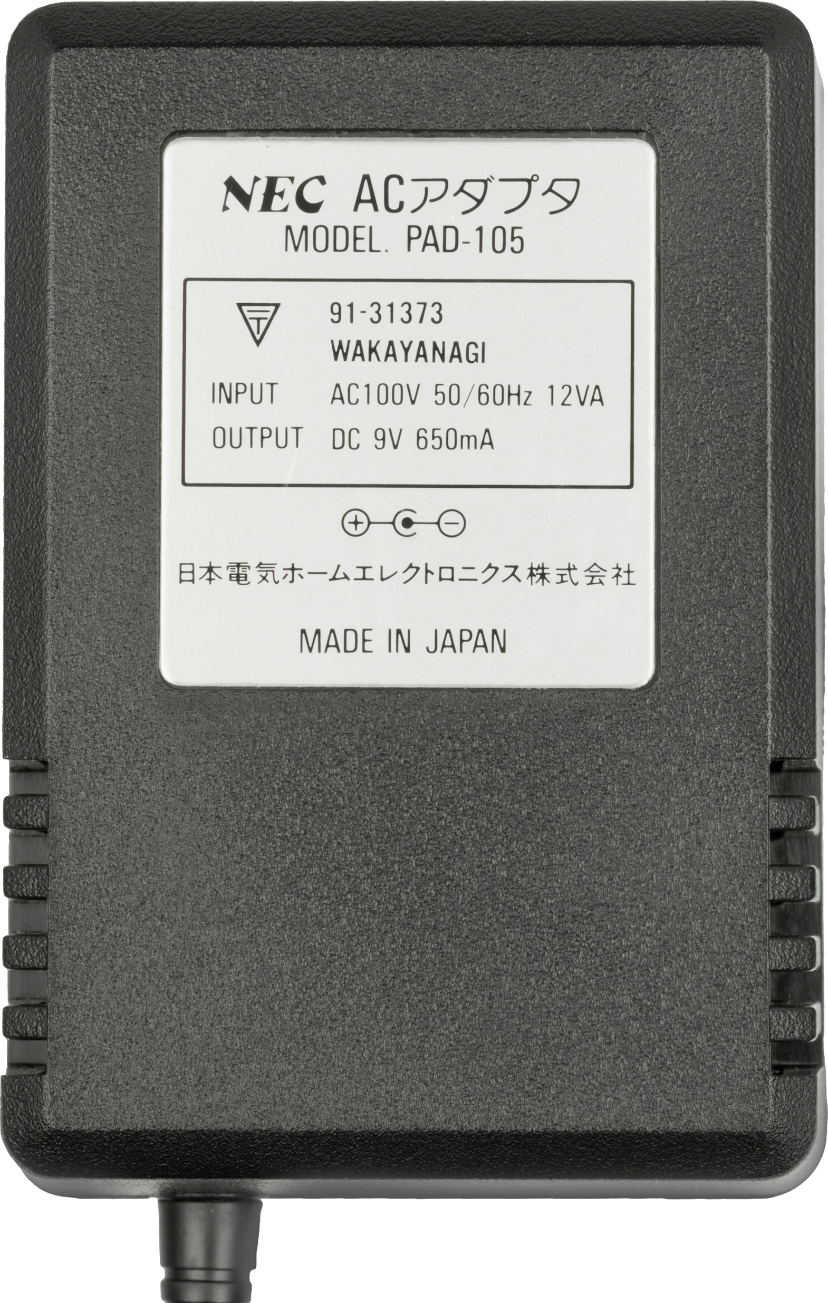 NEC ACアダプタ
MODEL. PAD-105
91-31373
WAKAYANAGI
INPUT AC100V 50/60Hz 12VA
OUTPUT DC 9V 650mA
日本電気ホームエレクトロニクス株式会社
MADE IN JAPAN